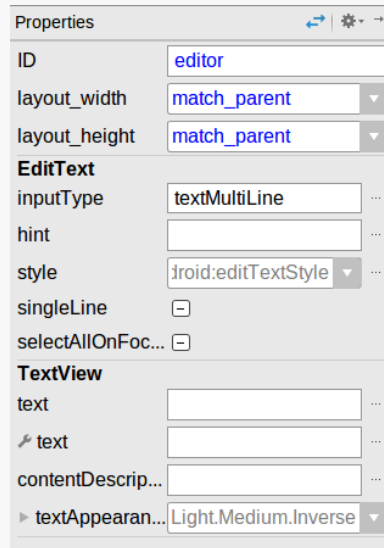 Properties
ID editor
layout_width match_parent
layout_height match_parent
EditText
inputType textMultiLine ...
hint ...
style droid:editTextStyle ...
singleLine
selectAllOnFoc...
TextView
text ...
text ...
contentDescrip... ...
textAppearan... Light.Medium.Inverse